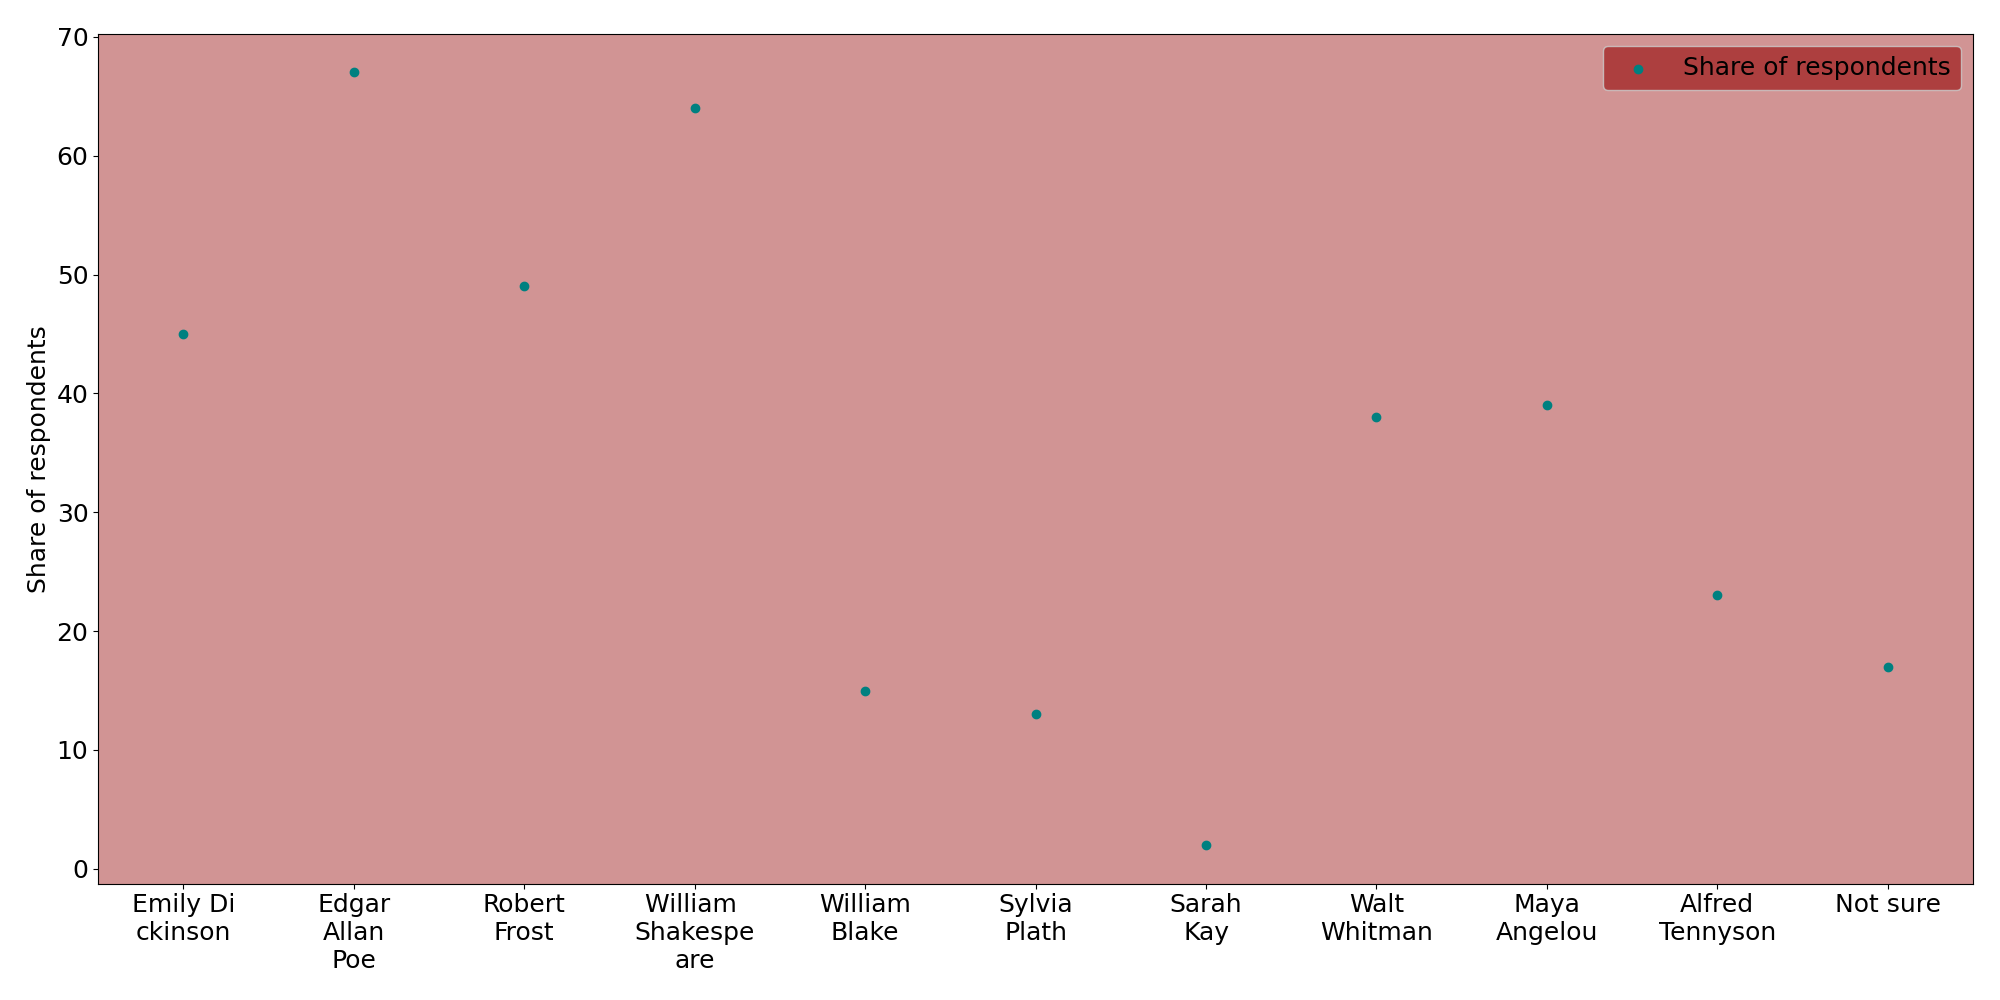 70
60
50
40
30
20
10
0
Share of respondents
Share of respondents
Emily Di
ckinson
Edgar
Allan
Poe
Robert
Frost
William
Shakespe
are
William
Blake
Sylvia
Plath
Sarah
Kay
Walt
Whitman
Maya
Angelou
Alfred
Tennyson
Not sure